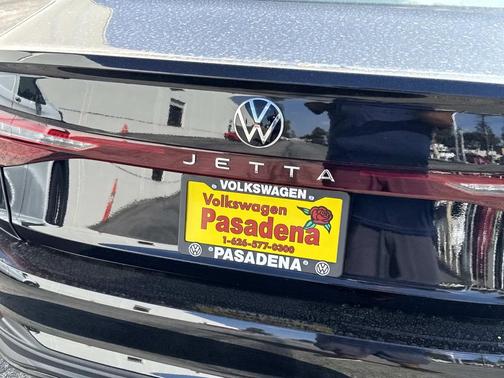 JETTA
VOLKSWAGEN
Volkswagen
Pasadena
1-626-577-0300
PASADENA